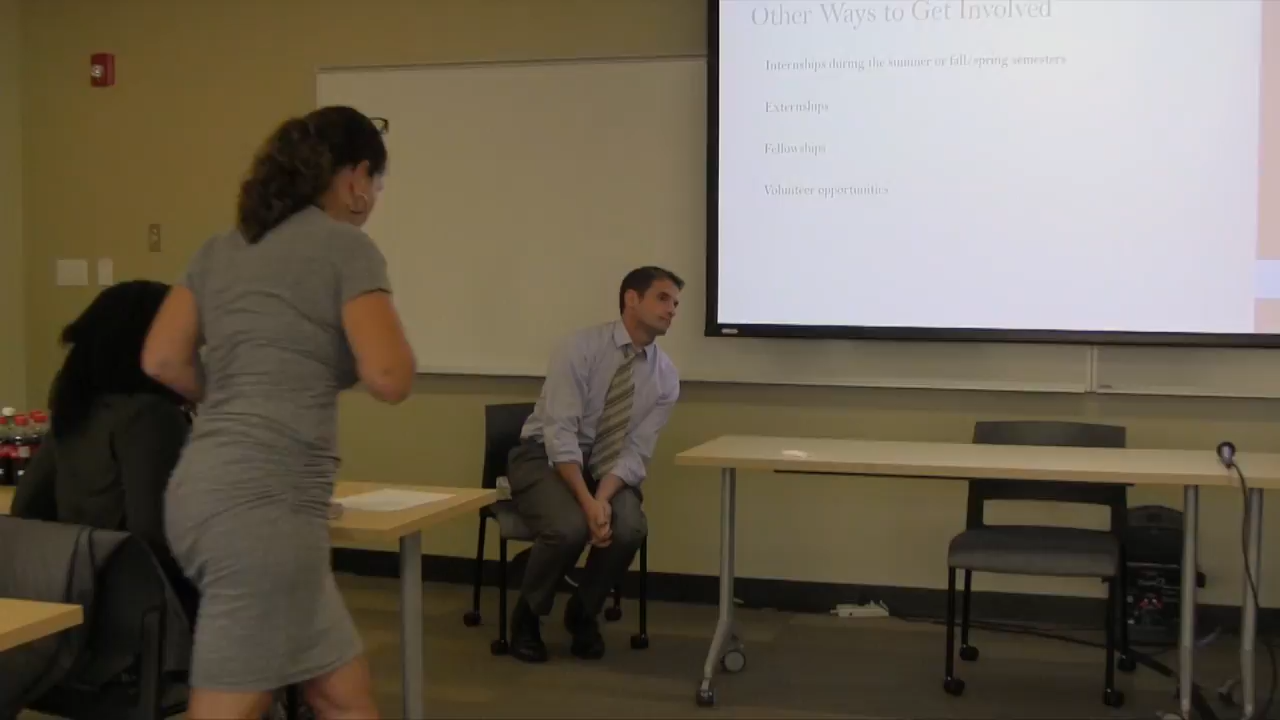 Other Ways to Get Involved
Internships during the summer or fall/spring semesters
Externships
Fellowships
Volunteer opportunities